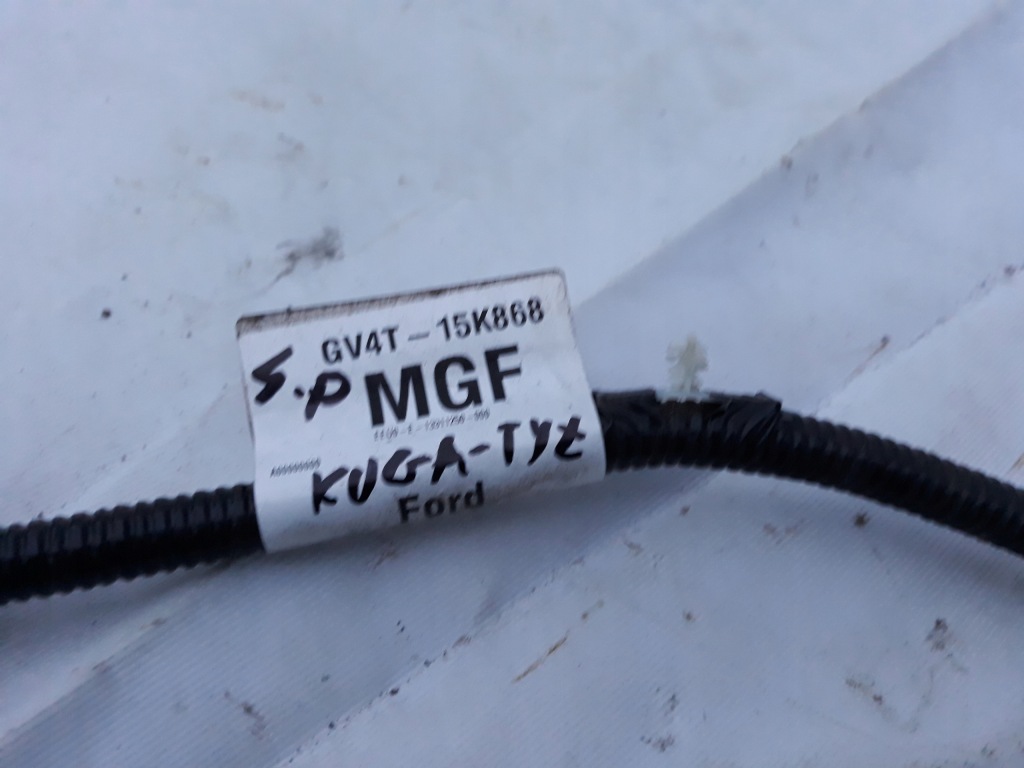 GV4T - 15K868
S.P MGF
KUGA-TYŁ
Ford